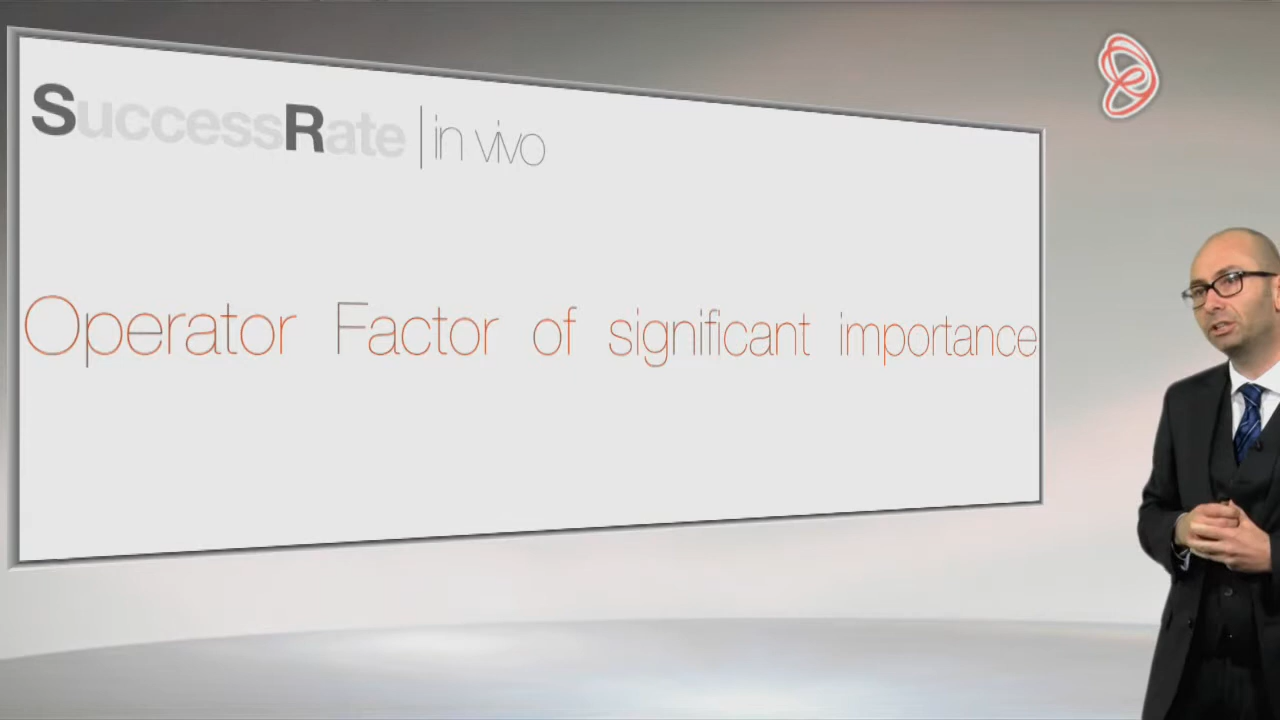 SuccessRate | in vivo
Operator Factor of significant importance